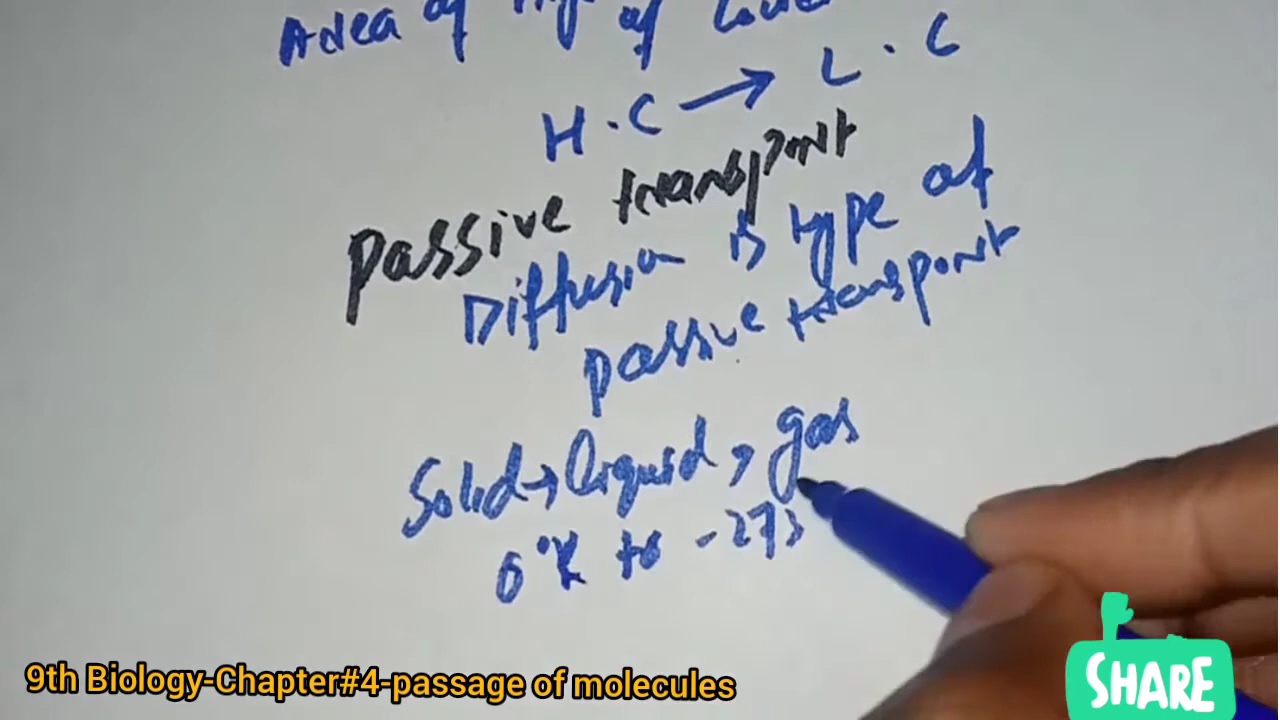 Area of of
H.C → L.C
passive transport
Diffusion is type of
passive transport
Solid, liquid, gas
0°K to -273
9th Biology-Chapter#4-passage of molecules
SHARE